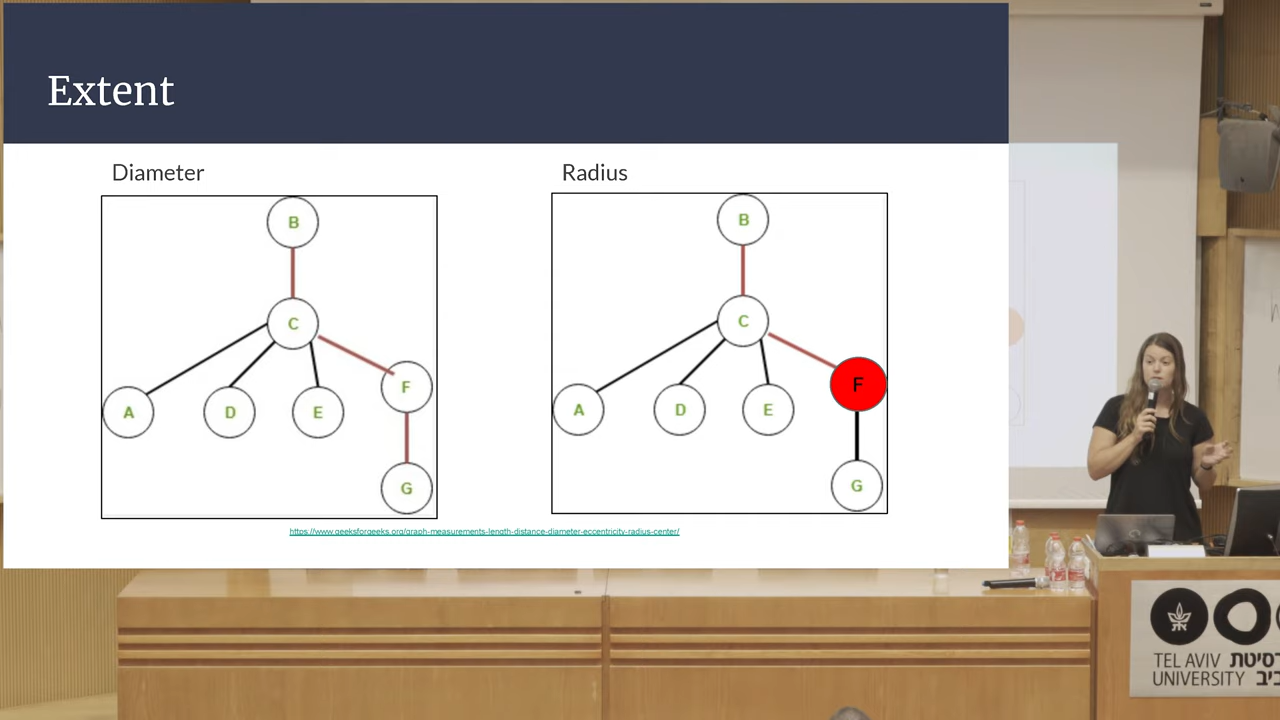 Extent
Diameter
Radius
B
C
A
D
E
F
G
B
C
A
D
E
F
G
https://www.geeksforgeeks.org/graph-measurements-length-distance-diameter-eccentricity-radius-center/
TEL AVIV
UNIVERSITY